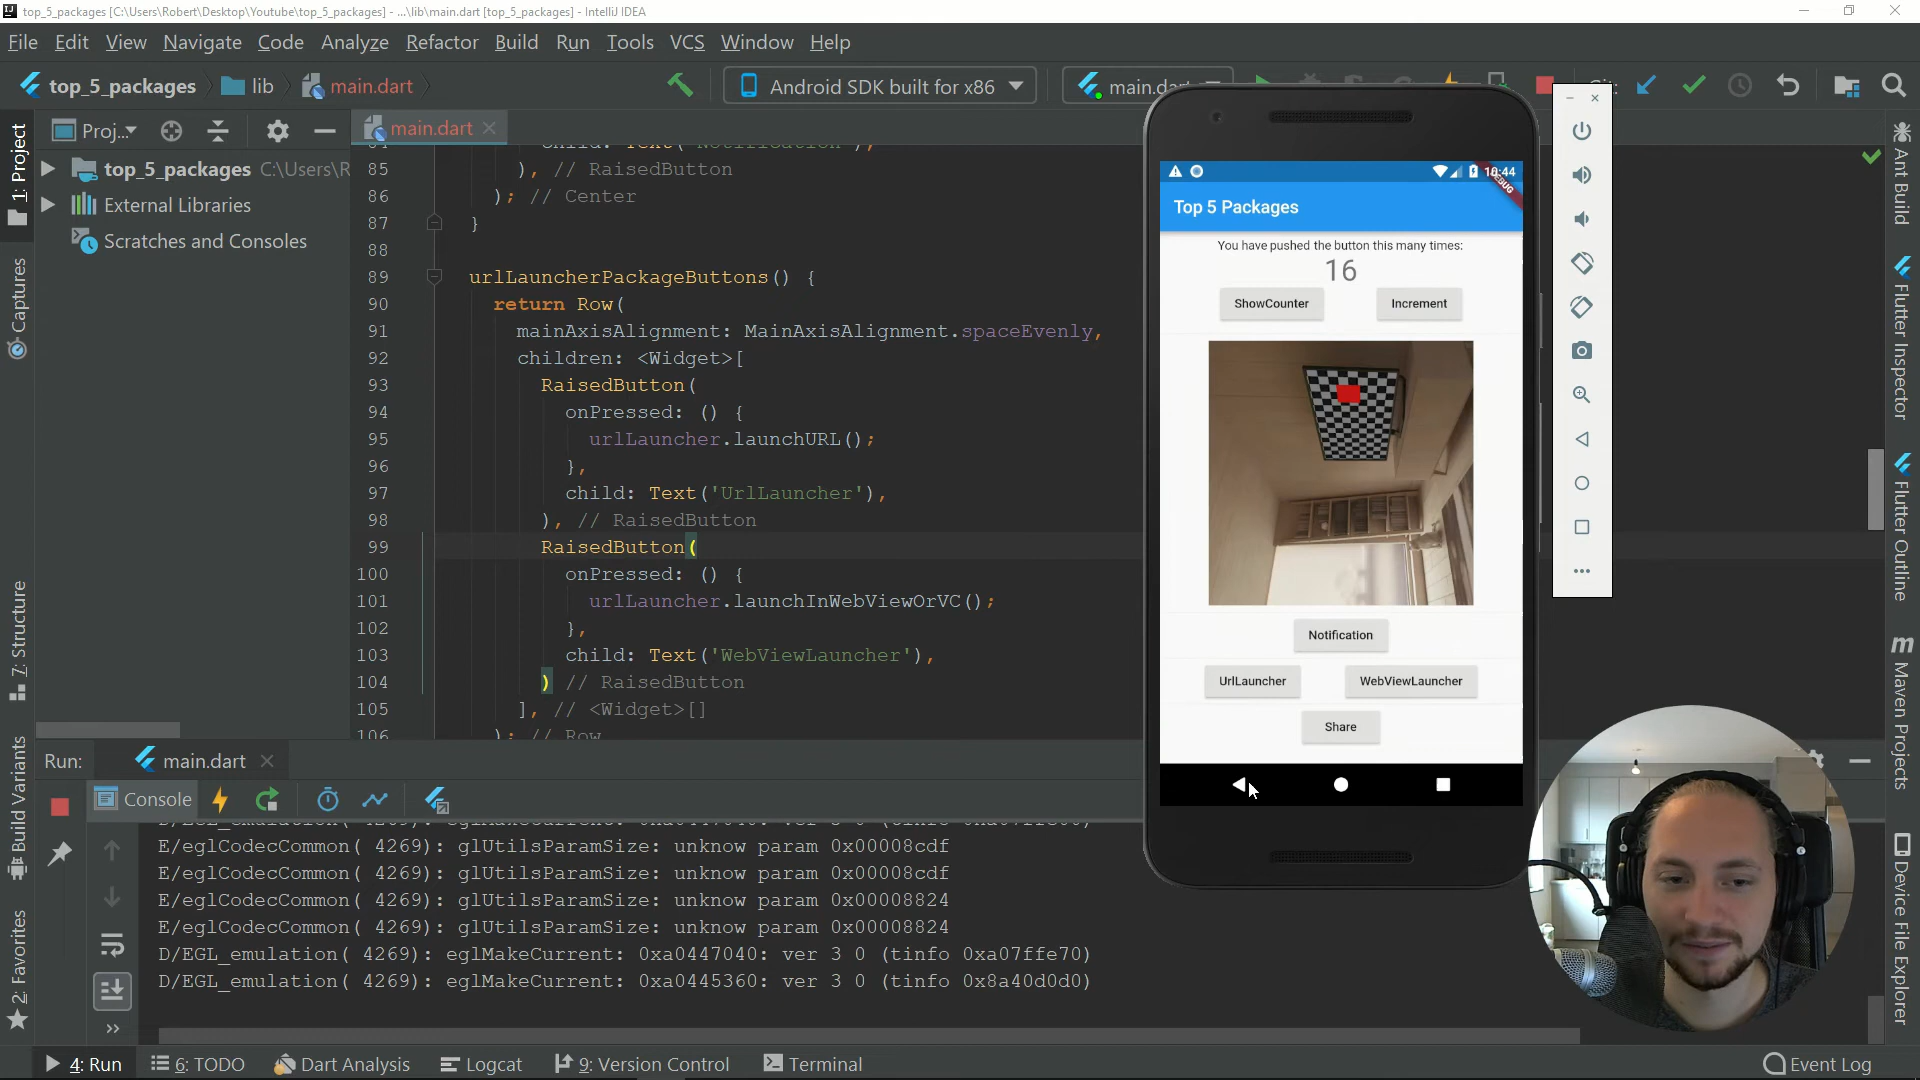 top_5_packages [C:\Users\Robert\Desktop\Youtube\top_5_packages] - ...\lib\main.dart [top_5_packages] - IntelliJ IDEA
File Edit View Navigate Code Analyze Refactor Build Run Tools VCS Window Help
top_5_packages lib main.dart Android SDK built for x86
Proj... main.dart
top_5_packages C:\Users\R
External Libraries
Scratches and Consoles
1: Project
Captures
7: Structure
Build Variants
2: Favorites
85 ), // RaisedButton
86 ); // Center
87 }
88
89 urlLauncherPackageButtons() {
90 return Row(
91 mainAxisAlignment: MainAxisAlignment.spaceEvenly,
92 children: <Widget>[
93 RaisedButton(
94 onPressed: () {
95 urlLauncher.launchURL();
96 },
97 child: Text('UrlLauncher'),
98 ), // RaisedButton
99 RaisedButton(
100 onPressed: () {
101 urlLauncher.launchInWebViewOrVC();
102 },
103 child: Text('WebViewLauncher'),
104 ) // RaisedButton
105 ], // <Widget>[]
106 ); // Row
10:44
DEBUG
Top 5 Packages
You have pushed the button this many times:
16
ShowCounter Increment
Notification
UrlLauncher WebViewLauncher
Share
Ant Build
Flutter Inspector
Flutter Outline
m Maven Projects
Device File Explorer
Run: main.dart
Console
E/eglCodecCommon( 4269): glUtilsParamSize: unknow param 0x00008cdf
E/eglCodecCommon( 4269): glUtilsParamSize: unknow param 0x00008cdf
E/eglCodecCommon( 4269): glUtilsParamSize: unknow param 0x00008824
E/eglCodecCommon( 4269): glUtilsParamSize: unknow param 0x00008824
D/EGL_emulation( 4269): eglMakeCurrent: 0xa0447040: ver 3 0 (tinfo 0xa07ffe70)
D/EGL_emulation( 4269): eglMakeCurrent: 0xa0445360: ver 3 0 (tinfo 0x8a40d0d0)
4: Run 6: TODO Dart Analysis Logcat 9: Version Control Terminal Event Log